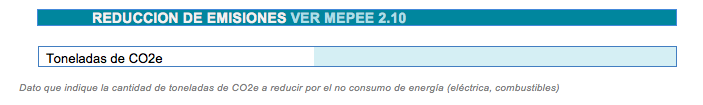 REDUCCION DE EMISIONES VER MEPEE 2.10
Toneladas de CO2e
Dato que indique la cantidad de toneladas de CO2e a reducir por el no consumo de energía (eléctrica, combustibles)